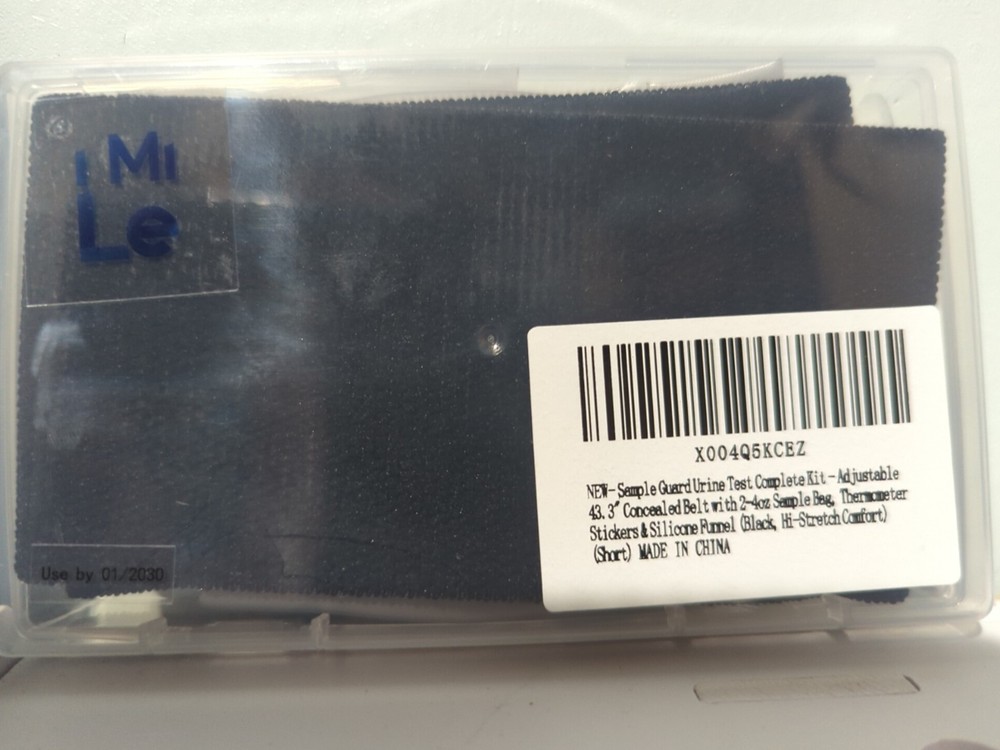 I MI
Le
X004Q5KCEZ
NEW-Sample Guard Urine Test Complete Kit - Adjustable
43.3" Concealed Belt with 2-4oz Sample Bag, Thermometer
Stickers & Silicone Funnel (Black, Hi-Stretch Comfort)
(Short) MADE IN CHINA
Use by 01/2030